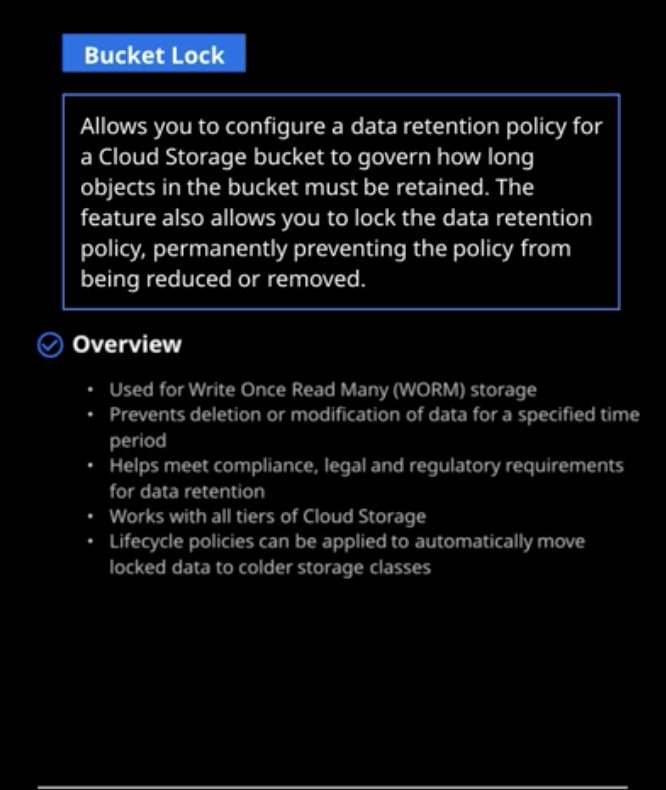 Bucket Lock
Allows you to configure a data retention policy for
a Cloud Storage bucket to govern how long
objects in the bucket must be retained. The
feature also allows you to lock the data retention
policy, permanently preventing the policy from
being reduced or removed.
Overview
• Used for Write Once Read Many (WORM) storage
• Prevents deletion or modification of data for a specified time
period
• Helps meet compliance, legal and regulatory requirements
for data retention
• Works with all tiers of Cloud Storage
• Lifecycle policies can be applied to automatically move
locked data to colder storage classes